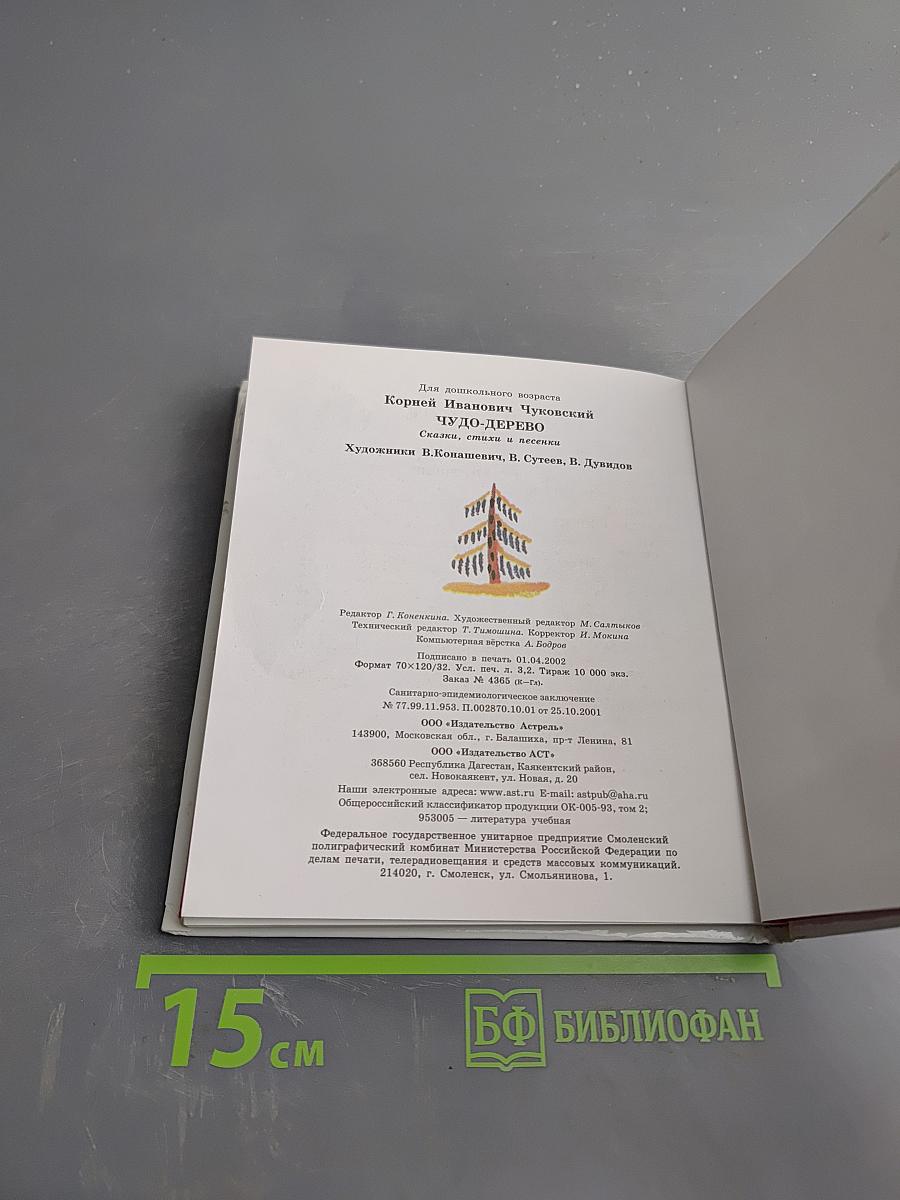 Для дошкольного возраста
Корней Иванович Чуковский
ЧУДО-ДЕРЕВО
Сказки, стихи и песенки
Художники В.Конашевич, В. Сутеев, В. Дувидов
Редактор Г. Коненкина. Художественный редактор М. Салтыков
Технический редактор Т. Тимошина. Корректор И. Мокина
Компьютерная вёрстка А. Бодров
Подписано в печать 01.04.2002
Формат 70×120/32. Усл. печ. л. 3,2. Тираж 10 000 экз.
Заказ № 4365 (к—гл).
Санитарно-эпидемиологическое заключение
№ 77.99.11.953. П.002870.10.01 от 25.10.2001
ООО «Издательство Астрель»
143900, Московская обл., г. Балашиха, пр-т Ленина, 81
ООО «Издательство АСТ»
368560 Республика Дагестан, Каякентский район,
сел. Новокаякент, ул. Новая, д. 20
Наши электронные адреса: www.ast.ru E-mail: astpub@aha.ru
Общероссийский классификатор продукции ОК-005-93, том 2;
953005 — литература учебная
Федеральное государственное унитарное предприятие Смоленский
полиграфический комбинат Министерства Российской Федерации по
делам печати, телерадиовещания и средств массовых коммуникаций.
214020, г. Смоленск, ул. Смольянинова, 1.
15 см
БФ БИБЛИОФАН